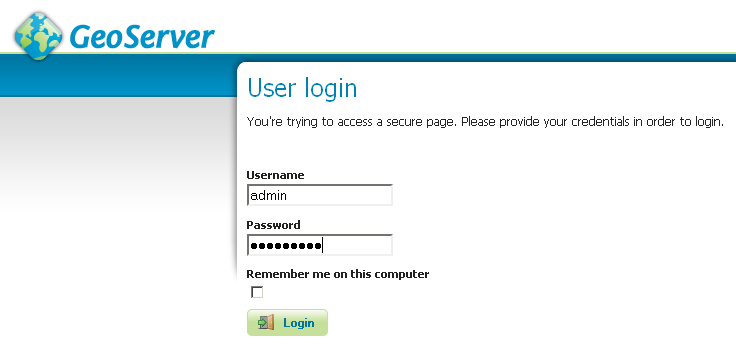 GeoServer
User login
You're trying to access a secure page. Please provide your credentials in order to login.
Username
admin
Password
●●●●●●●●●
Remember me on this computer
Login